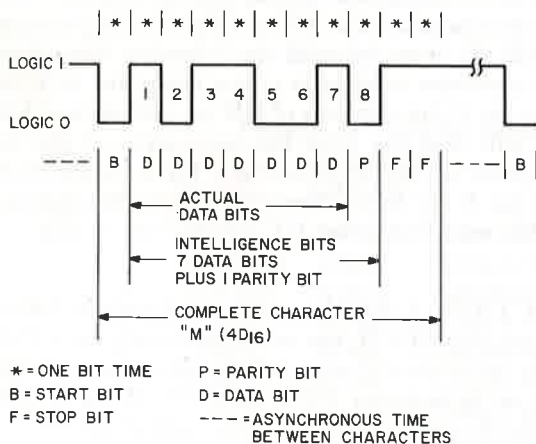 * * * * * * * * * * *
LOGIC 1
1 2 3 4 5 6 7 8
LOGIC 0
B D D D D D D D P F F B
ACTUAL
DATA BITS
INTELLIGENCE BITS
7 DATA BITS
PLUS 1 PARITY BIT
COMPLETE CHARACTER
"M" (4D16)
* = ONE BIT TIME
P = PARITY BIT
B = START BIT
D = DATA BIT
F = STOP BIT
---- = ASYNCHRONOUS TIME
BETWEEN CHARACTERS